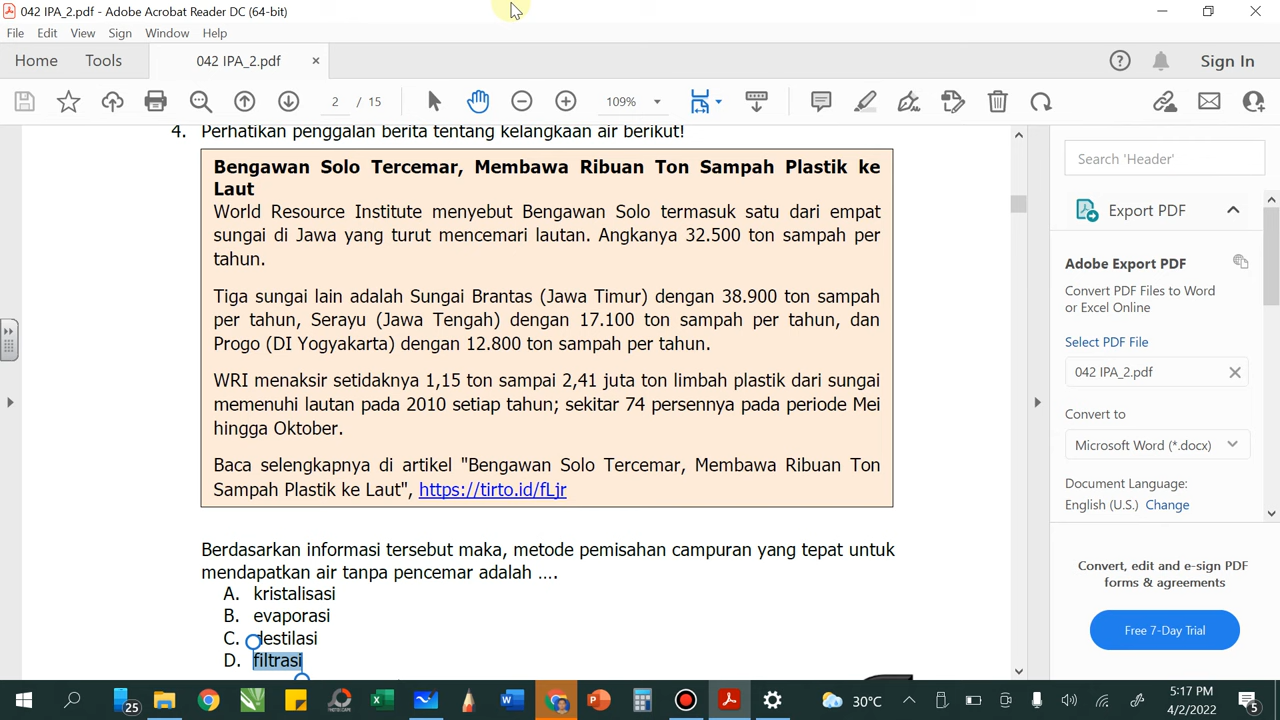 042 IPA_2.pdf - Adobe Acrobat Reader DC (64-bit)
File Edit View Sign Window Help
Home Tools 042 IPA_2.pdf × Sign In
2 / 15 109%
4. Perhatikan penggalan berita tentang kelangkaan air berikut!
Bengawan Solo Tercemar, Membawa Ribuan Ton Sampah Plastik ke
Laut
World Resource Institute menyebut Bengawan Solo termasuk satu dari empat
sungai di Jawa yang turut mencemari lautan. Angkanya 32.500 ton sampah per
tahun.
Tiga sungai lain adalah Sungai Brantas (Jawa Timur) dengan 38.900 ton sampah
per tahun, Serayu (Jawa Tengah) dengan 17.100 ton sampah per tahun, dan
Progo (DI Yogyakarta) dengan 12.800 ton sampah per tahun.
WRI menaksir setidaknya 1,15 ton sampai 2,41 juta ton limbah plastik dari sungai
memenuhi lautan pada 2010 setiap tahun; sekitar 74 persennya pada periode Mei
hingga Oktober.
Baca selengkapnya di artikel "Bengawan Solo Tercemar, Membawa Ribuan Ton
Sampah Plastik ke Laut", https://tirto.id/fLjr
Berdasarkan informasi tersebut maka, metode pemisahan campuran yang tepat untuk
mendapatkan air tanpa pencemar adalah ....
A. kristalisasi
B. evaporasi
C. destilasi
D. filtrasi
Search 'Header'
Export PDF
Adobe Export PDF
Convert PDF Files to Word
or Excel Online
Select PDF File
042 IPA_2.pdf
Convert to
Microsoft Word (*.docx)
Document Language:
English (U.S.) Change
Convert, edit and e-sign PDF
forms & agreements
Free 7-Day Trial
25
30°C
5:17 PM
4/2/2022
5